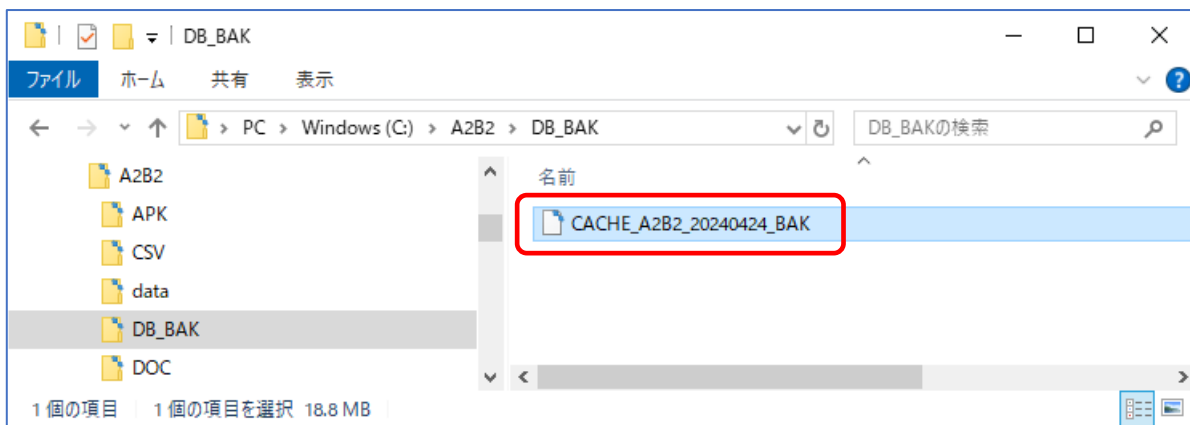 DB_BAK
ファイル ホーム 共有 表示
PC > Windows (C:) > A2B2 > DB_BAK DB_BAKの検索
A2B2
APK
CSV
data
DB_BAK
DOC
名前
CACHE_A2B2_20240424_BAK
1 個の項目 1 個の項目を選択 18.8 MB